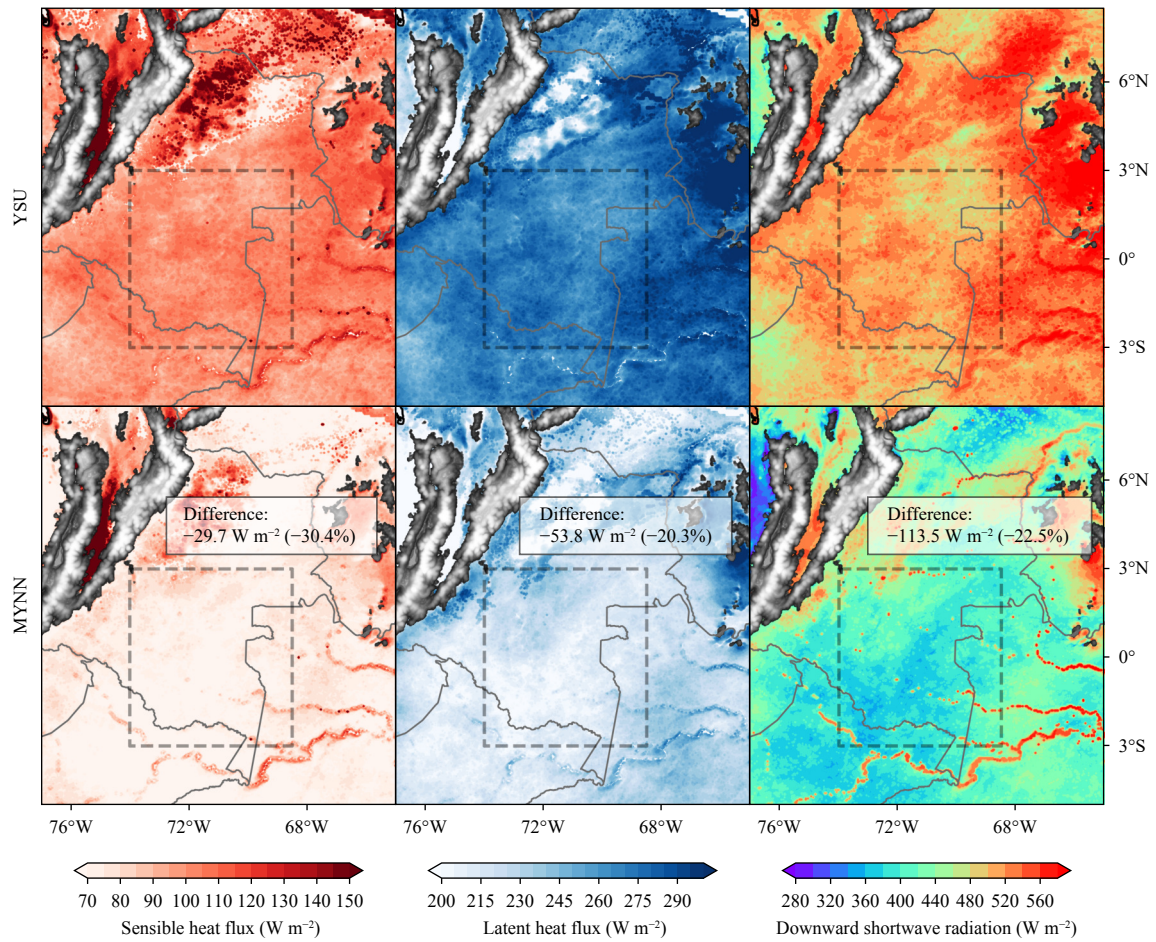 YSU
6°N
3°N
0°
3°S
MYNN
Difference:
−29.7 W m⁻² (−30.4%)
Difference:
−53.8 W m⁻² (−20.3%)
Difference:
−113.5 W m⁻² (−22.5%)
6°N
3°N
0°
3°S
76°W 72°W 68°W 76°W 72°W 68°W 76°W 72°W 68°W
70 80 90 100 110 120 130 140 150
Sensible heat flux (W m⁻²)
200 215 230 245 260 275 290
Latent heat flux (W m⁻²)
280 320 360 400 440 480 520 560
Downward shortwave radiation (W m⁻²)